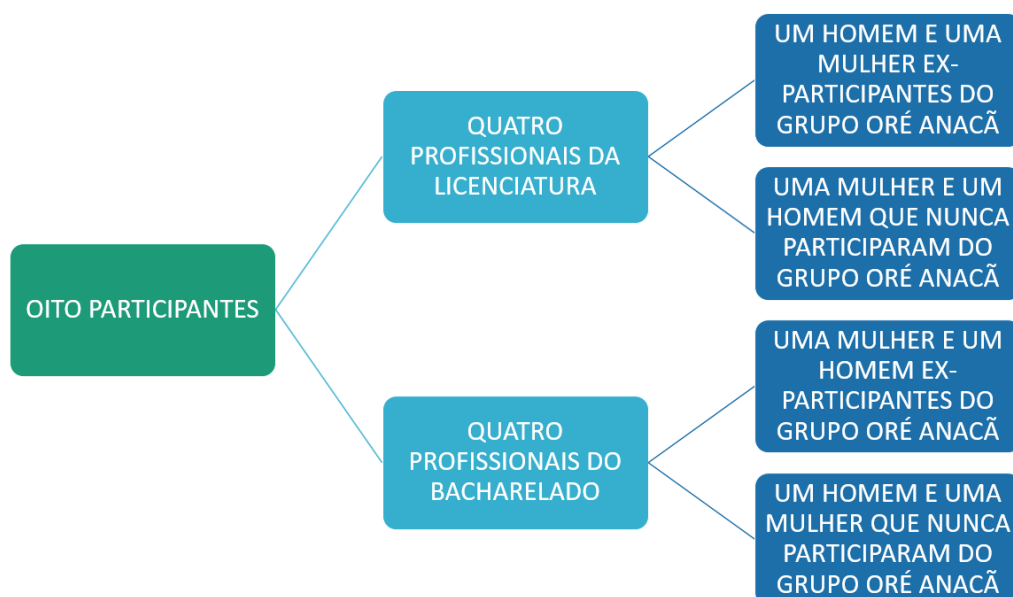 OITO PARTICIPANTES
QUATRO
PROFISSIONAIS DA
LICENCIATURA
UM HOMEM E UMA
MULHER EX-
PARTICIPANTES DO
GRUPO ORÉ ANACÃ
UMA MULHER E UM
HOMEM QUE NUNCA
PARTICIPARAM DO
GRUPO ORÉ ANACÃ
QUATRO
PROFISSIONAIS DO
BACHARELADO
UMA MULHER E UM
HOMEM EX-
PARTICIPANTES DO
GRUPO ORÉ ANACÃ
UM HOMEM E UMA
MULHER QUE NUNCA
PARTICIPARAM DO
GRUPO ORÉ ANACÃ